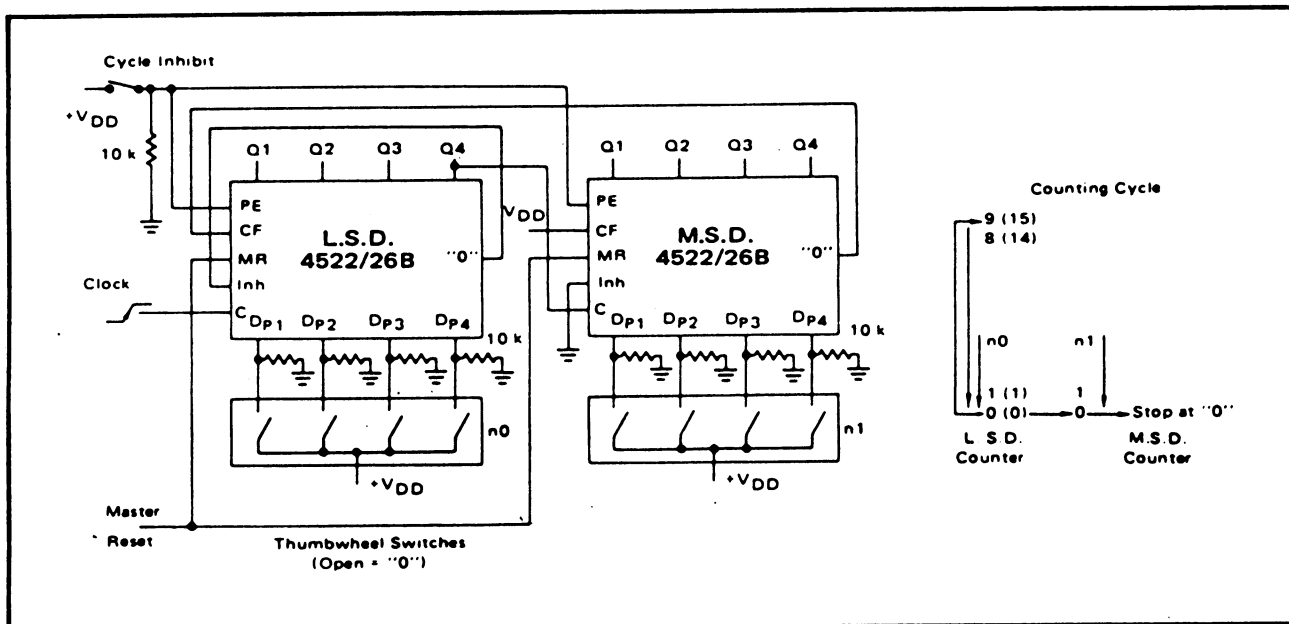 Cycle Inhibit
+VDD
10 k
Q1 Q2 Q3 Q4
PE
CF
MR
Inh
C
L.S.D.
4522/26B
"0"
DP1 DP2 DP3 DP4
10 k
Clock
n0
+VDD
Master
Reset
Thumbwheel Switches
(Open = "0")
Q1 Q2 Q3 Q4
VDD
PE
CF
MR
Inh
C
M.S.D.
4522/26B
"0"
DP1 DP2 DP3 DP4
10 k
n1
+VDD
Counting Cycle
9 (15)
8 (14)
n0 n1
1 (1) 1
0 (0) 0 Stop at "0"
L S.D. M.S.D.
Counter Counter